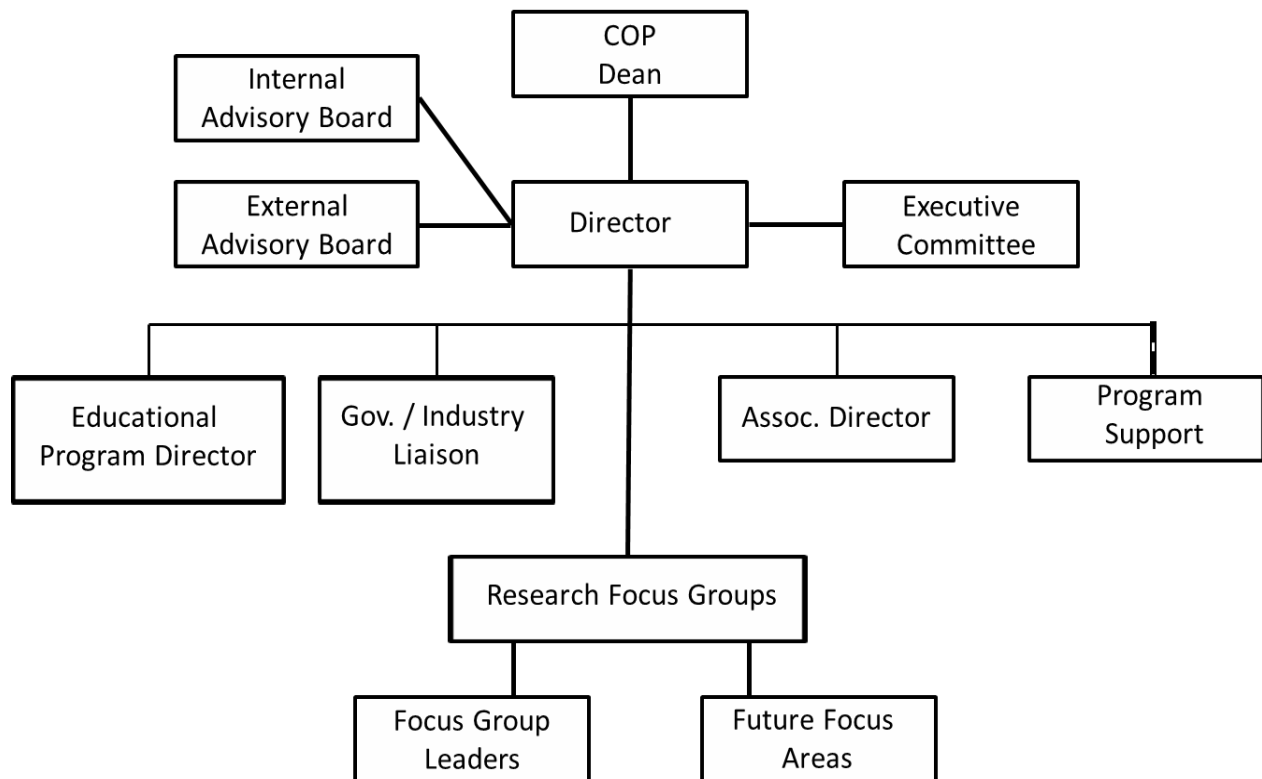 COP
Dean
Internal
Advisory Board
External
Advisory Board
Director
Executive
Committee
Educational
Program Director
Gov. / Industry
Liaison
Assoc. Director
Program
Support
Research Focus Groups
Focus Group
Leaders
Future Focus
Areas